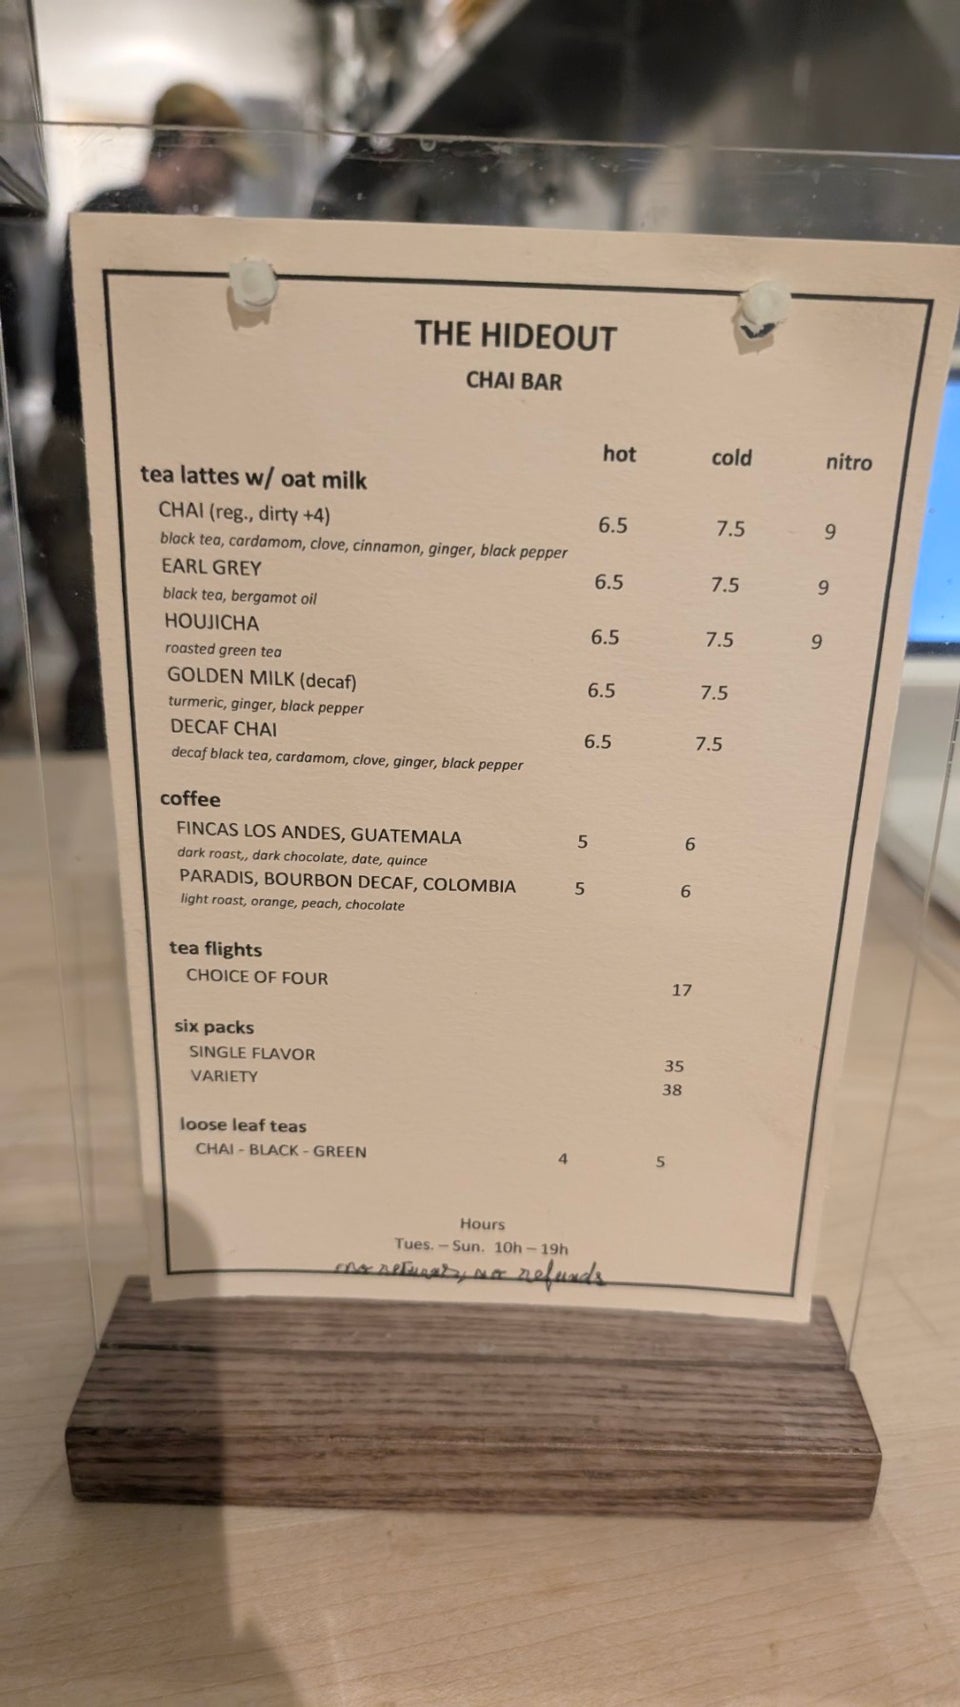 THE HIDEOUT
CHAI BAR
hot cold nitro
tea lattes w/ oat milk
CHAI (reg., dirty +4) 6.5 7.5 9
black tea, cardamom, clove, cinnamon, ginger, black pepper
EARL GREY 6.5 7.5 9
black tea, bergamot oil
HOUJICHA 6.5 7.5 9
roasted green tea
GOLDEN MILK (decaf) 6.5 7.5
turmeric, ginger, black pepper
DECAF CHAI 6.5 7.5
decaf black tea, cardamom, clove, ginger, black pepper
coffee
FINCAS LOS ANDES, GUATEMALA 5 6
dark roast,, dark chocolate, date, quince
PARADIS, BOURBON DECAF, COLOMBIA 5 6
light roast, orange, peach, chocolate
tea flights
CHOICE OF FOUR 17
six packs
SINGLE FLAVOR 35
VARIETY 38
loose leaf teas
CHAI - BLACK - GREEN 4 5
Hours
Tues. – Sun. 10h – 19h
no returns, no refunds